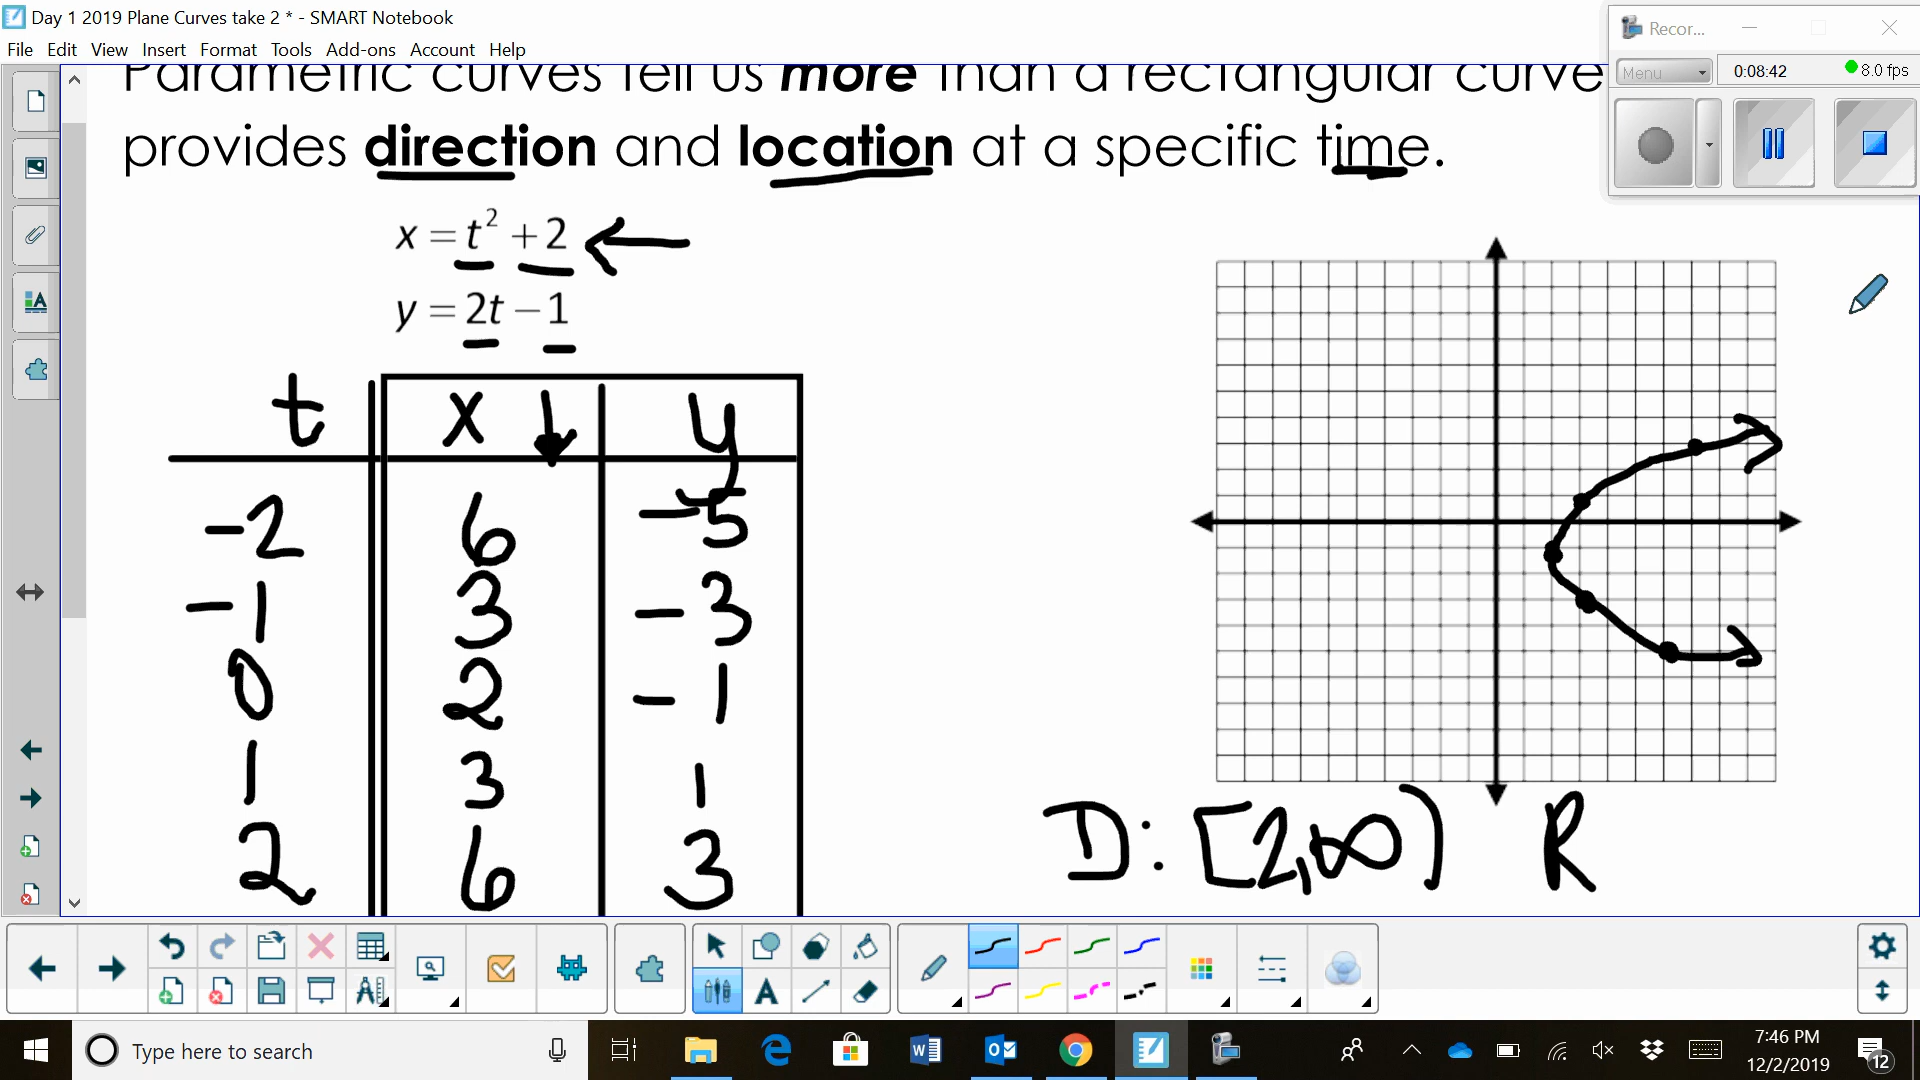 Day 1 2019 Plane Curves take 2 * - SMART Notebook
File Edit View Insert Format Tools Add-ons Account Help
Recor...
Menu 0:08:42 8.0 fps
Parametric curves tell us more than a rectangular curve
provides direction and location at a specific time.
x = t² + 2
y = 2t − 1
t x y
-2 6 -5
-1 3 -3
0 2 -1
1 3 1
2 6 3
D: [2,∞) R
Type here to search
7:46 PM
12/2/2019
12